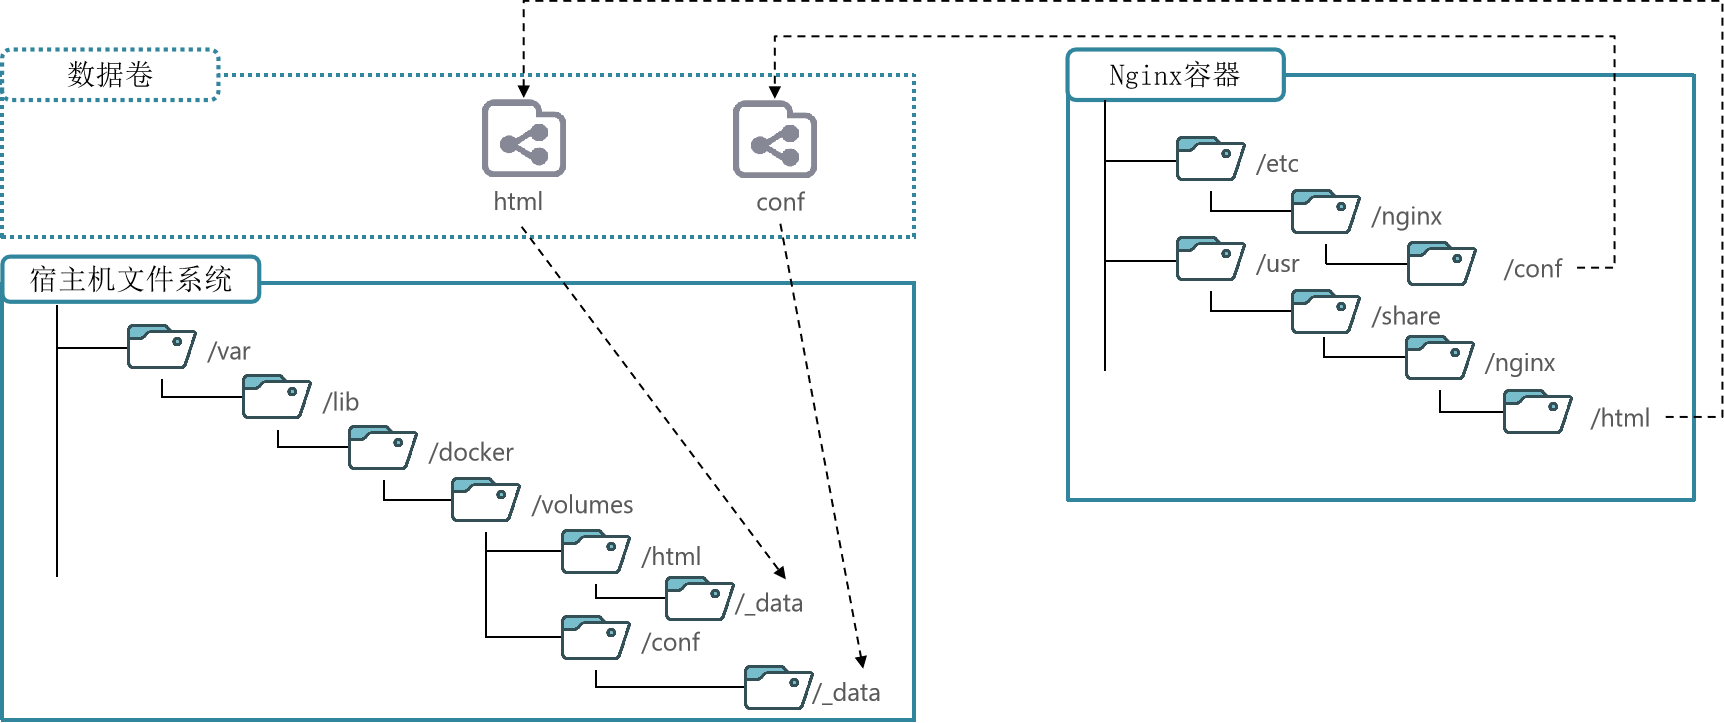 数据卷
html
conf
宿主机文件系统
/var
/lib
/docker
/volumes
/html
/_data
/conf
/_data
Nginx容器
/etc
/nginx
/conf
/usr
/share
/nginx
/html